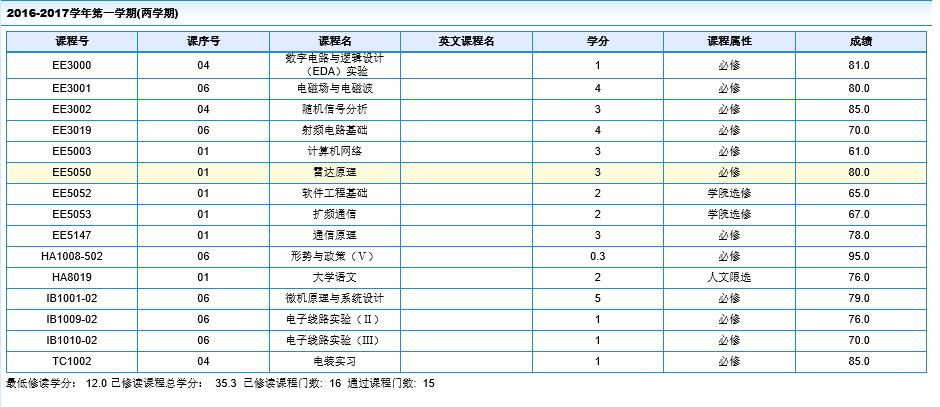 2016-2017学年第一学期(两学期)
课程号 课序号 课程名 英文课程名 学分 课程属性 成绩
EE3000 04 数字电路与逻辑设计（EDA）实验 1 必修 81.0
EE3001 06 电磁场与电磁波 4 必修 80.0
EE3002 04 随机信号分析 3 必修 85.0
EE3019 06 射频电路基础 4 必修 70.0
EE5003 01 计算机网络 3 必修 61.0
EE5050 01 雷达原理 3 必修 80.0
EE5052 01 软件工程基础 2 学院选修 65.0
EE5053 01 扩频通信 2 学院选修 67.0
EE5147 01 通信原理 3 必修 78.0
HA1008-502 06 形势与政策（Ⅴ） 0.3 必修 95.0
HA8019 01 大学语文 2 人文限选 76.0
IB1001-02 06 微机原理与系统设计 5 必修 79.0
IB1009-02 06 电子线路实验（Ⅱ） 1 必修 76.0
IB1010-02 06 电子线路实验（Ⅲ） 1 必修 70.0
TC1002 04 电装实习 1 必修 85.0
最低修读学分： 12.0 已修读课程总学分： 35.3 已修读课程门数: 16 通过课程门数: 15